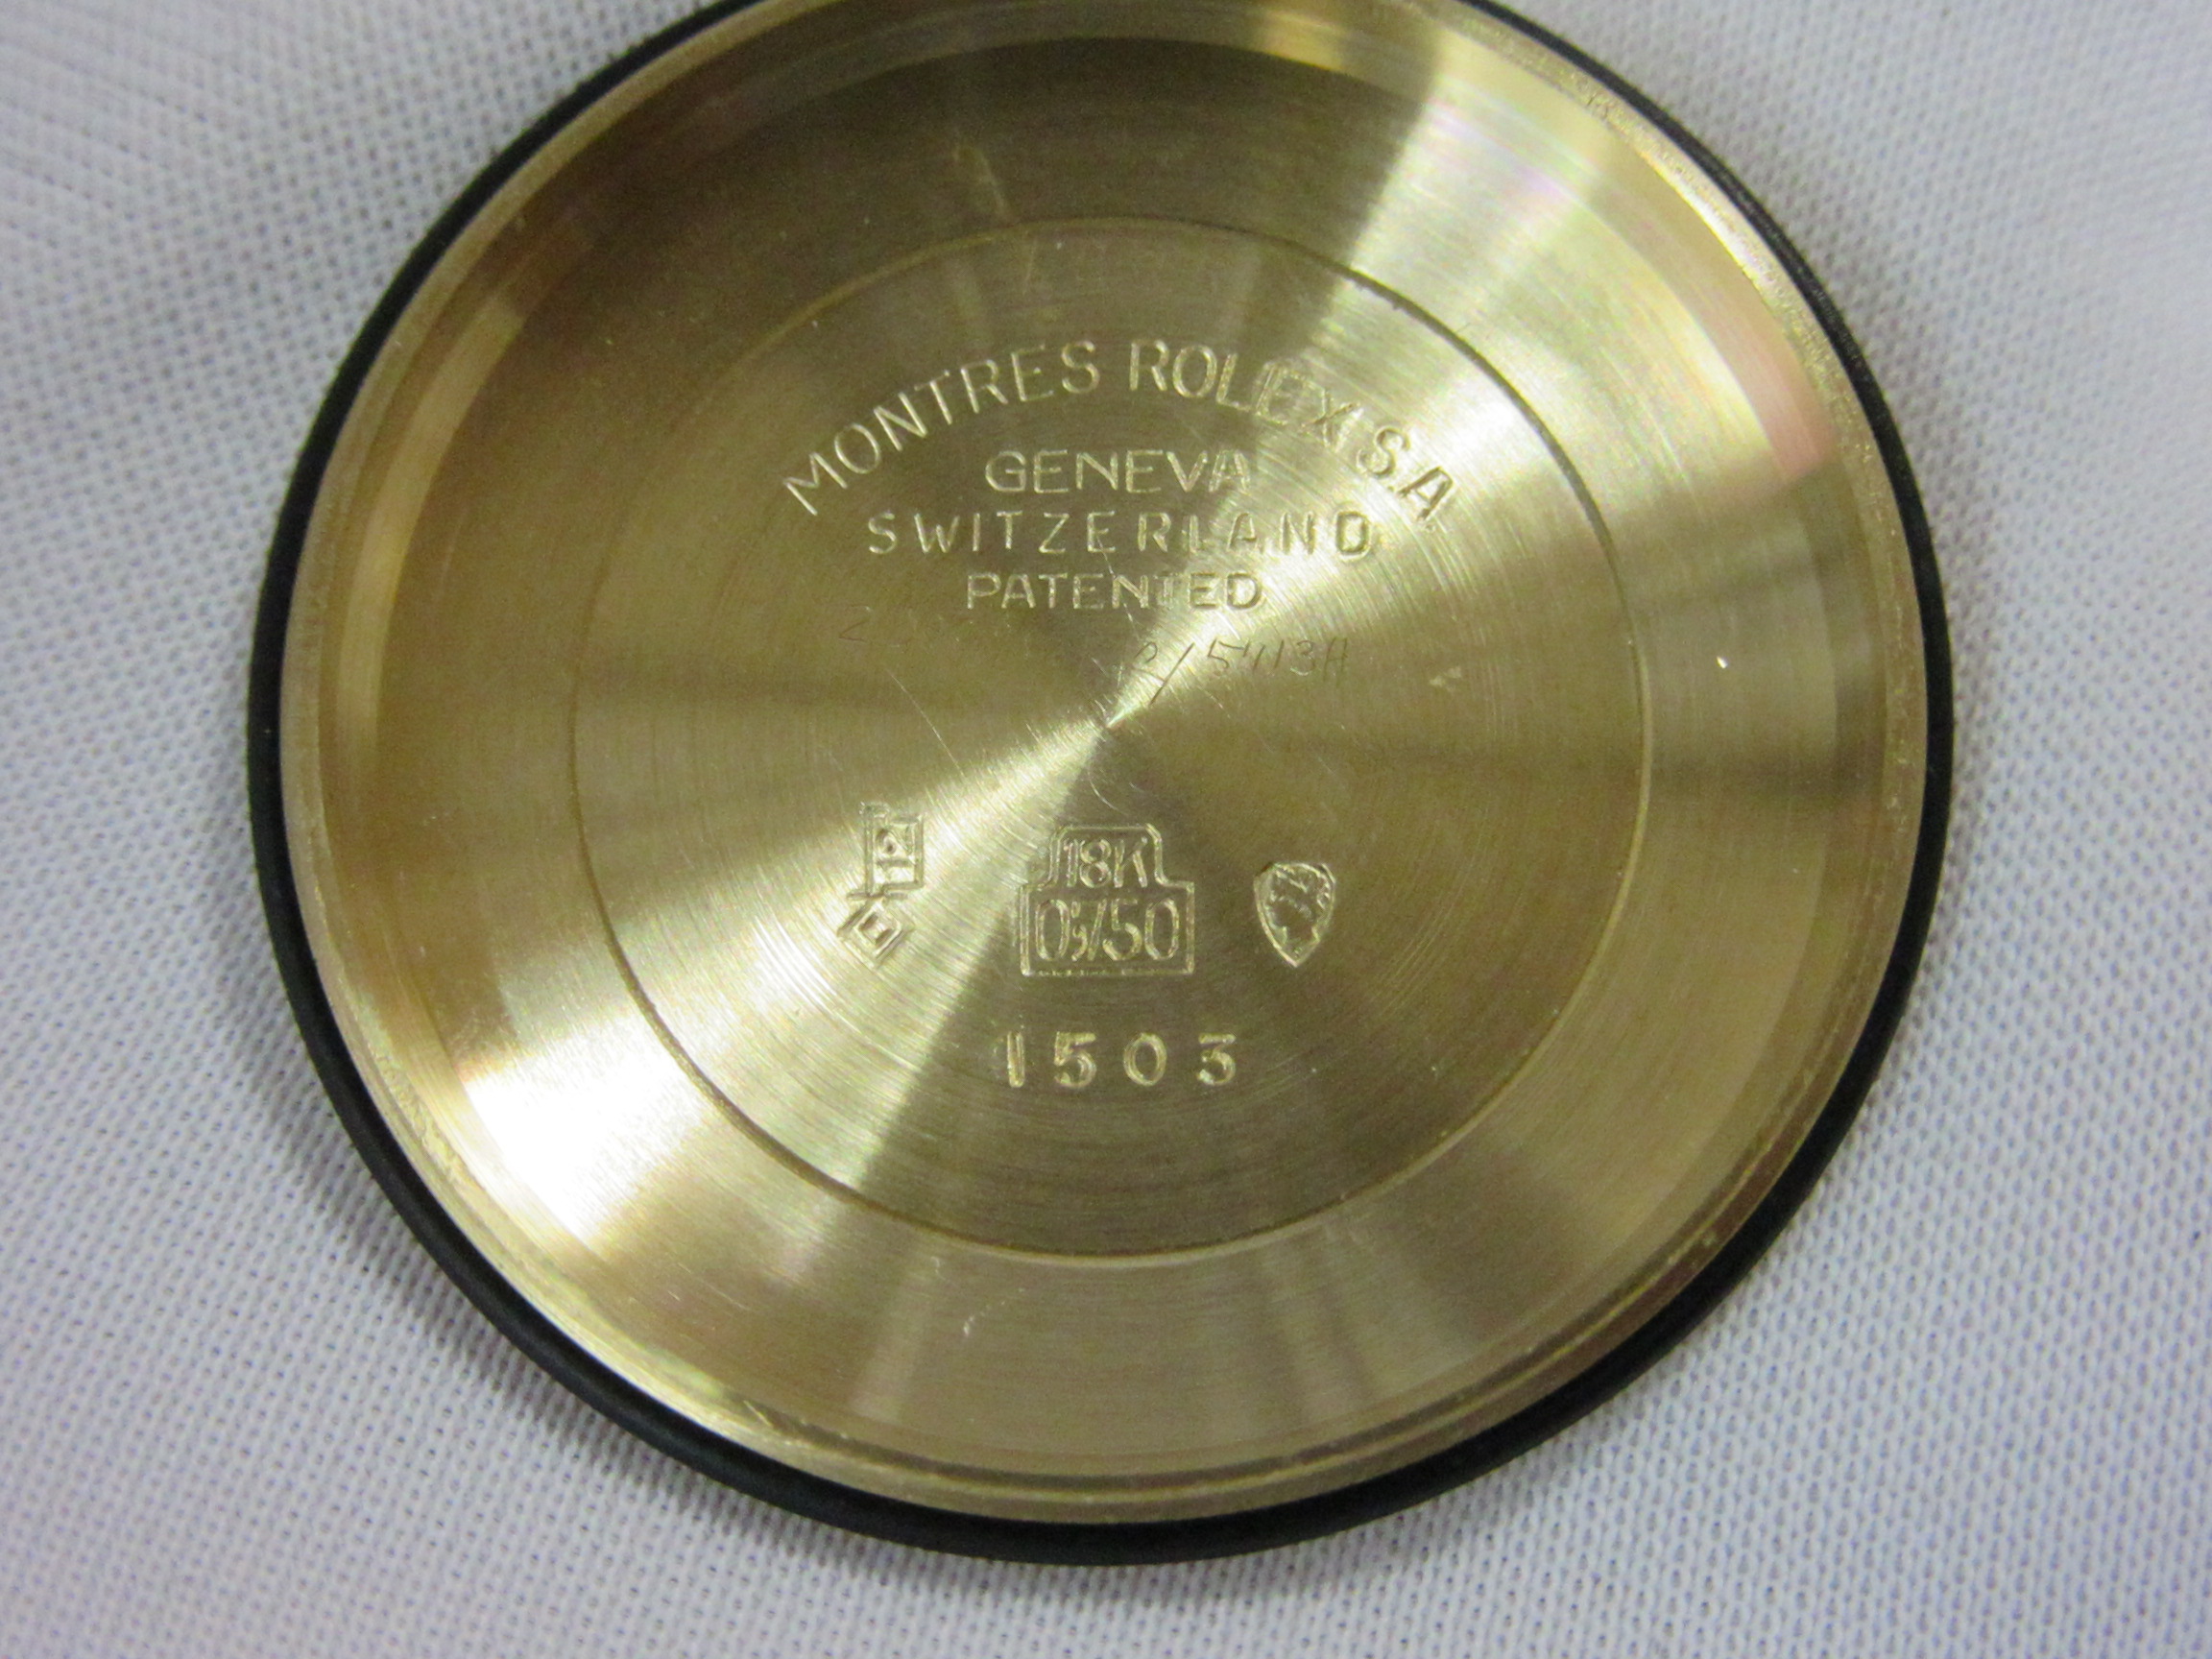 MONTRES ROLEX S.A
GENEVA
SWITZERLAND
PATENTED
18K
0,750
1503